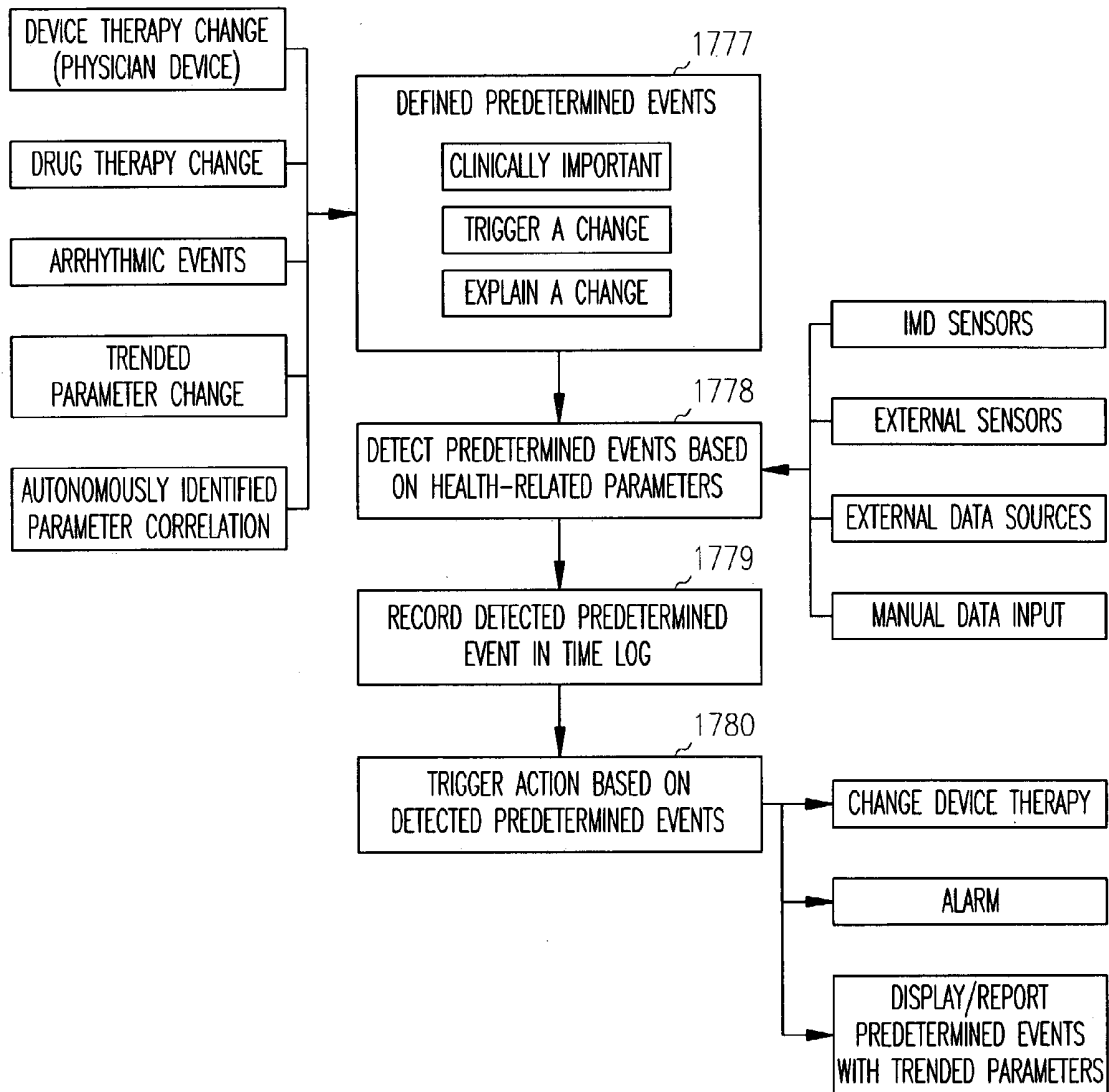 DEVICE THERAPY CHANGE
(PHYSICIAN DEVICE)
DRUG THERAPY CHANGE
ARRHYTHMIC EVENTS
TRENDED
PARAMETER CHANGE
AUTONOMOUSLY IDENTIFIED
PARAMETER CORRELATION
1777
DEFINED PREDETERMINED EVENTS
CLINICALLY IMPORTANT
TRIGGER A CHANGE
EXPLAIN A CHANGE
1778
DETECT PREDETERMINED EVENTS BASED
ON HEALTH-RELATED PARAMETERS
IMD SENSORS
EXTERNAL SENSORS
EXTERNAL DATA SOURCES
MANUAL DATA INPUT
1779
RECORD DETECTED PREDETERMINED
EVENT IN TIME LOG
1780
TRIGGER ACTION BASED ON
DETECTED PREDETERMINED EVENTS
CHANGE DEVICE THERAPY
ALARM
DISPLAY/REPORT
PREDETERMINED EVENTS
WITH TRENDED PARAMETERS